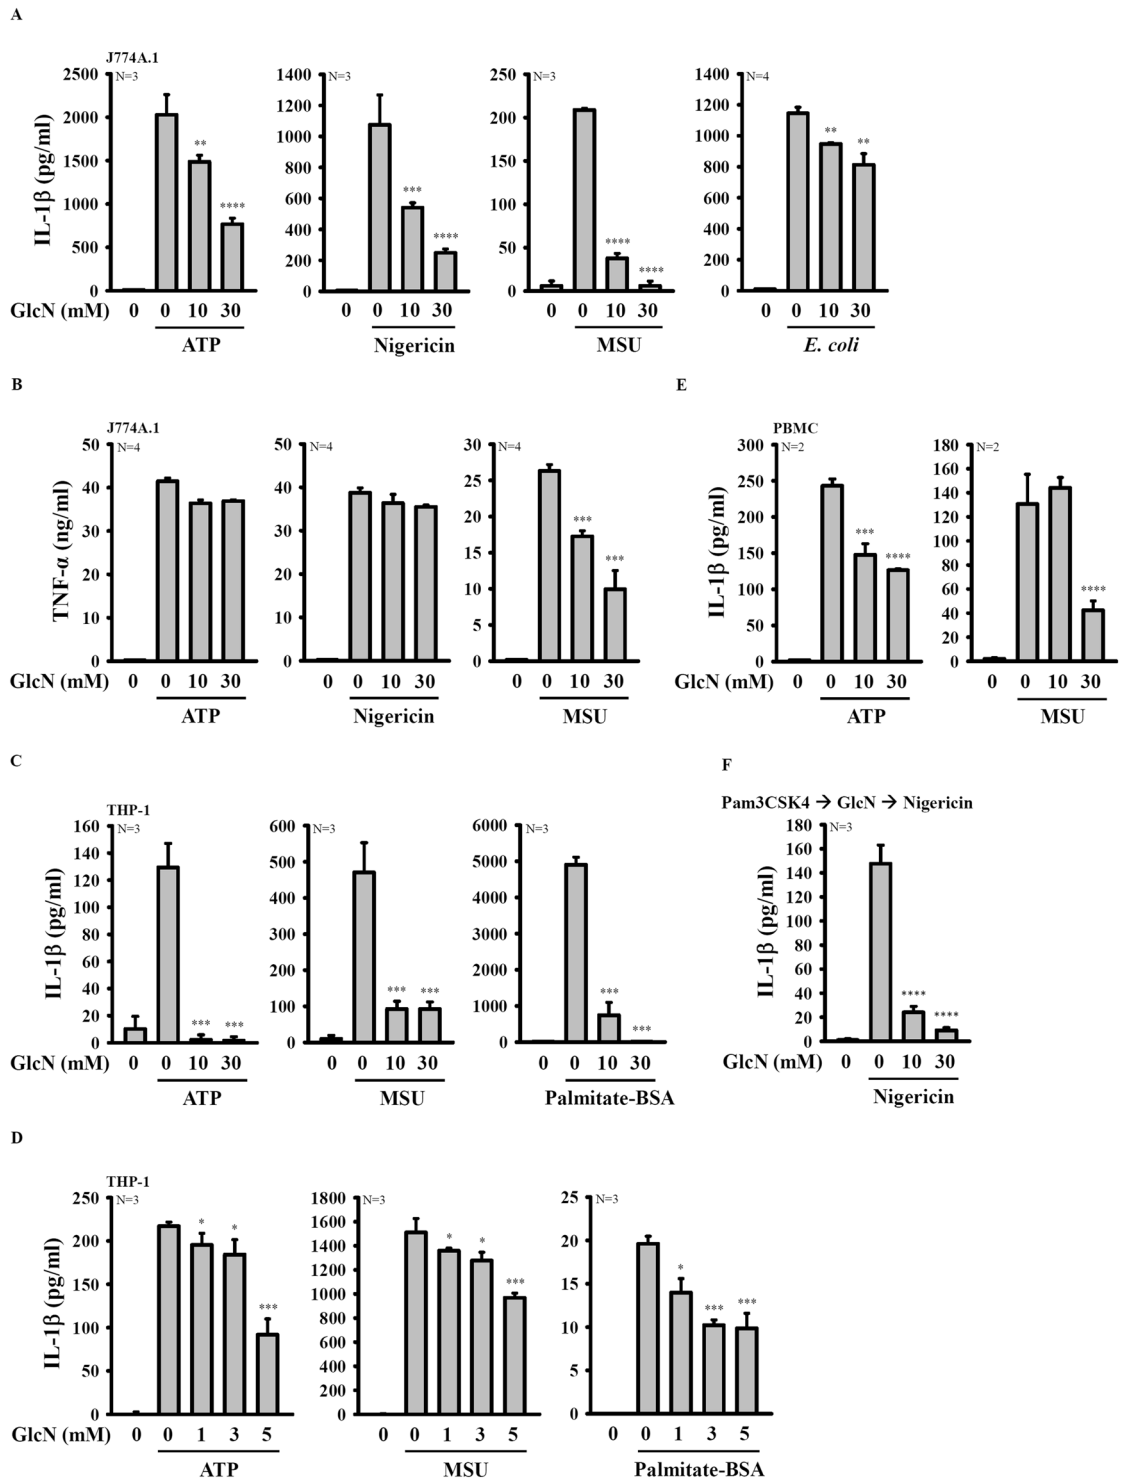 A
J774A.1
N=3 N=3 N=3 N=4
IL-1β (pg/ml)
2500 2000 1500 1000 500 0
** ****
1400 1200 1000 800 600 400 200 0
*** ****
250 200 150 100 50 0
**** ****
1400 1200 1000 800 600 400 200 0
** **
GlcN (mM) 0 0 10 30 0 0 10 30 0 0 10 30 0 0 10 30
ATP Nigericin MSU E. coli
B
J774A.1
N=4 N=4 N=4
TNF-α (ng/ml)
50 40 30 20 10 0
50 40 30 20 10 0
30 25 20 15 10 5 0
*** ***
GlcN (mM) 0 0 10 30 0 0 10 30 0 0 10 30
ATP Nigericin MSU
E
PBMC
N=2 N=2
IL-1β (pg/ml)
300 250 200 150 100 50 0
*** ****
180 160 140 120 100 80 60 40 20 0
****
GlcN (mM) 0 0 10 30 0 0 10 30
ATP MSU
C
THP-1
N=3 N=3 N=3
IL-1β (pg/ml)
160 140 120 100 80 60 40 20 0
*** ***
600 500 400 300 200 100 0
*** ***
6000 5000 4000 3000 2000 1000 0
*** ***
GlcN (mM) 0 0 10 30 0 0 10 30 0 0 10 30
ATP MSU Palmitate-BSA
F
Pam3CSK4 → GlcN → Nigericin
N=3
IL-1β (pg/ml)
180 160 140 120 100 80 60 40 20 0
**** ****
GlcN (mM) 0 0 10 30
Nigericin
D
THP-1
N=3 N=3 N=3
IL-1β (pg/ml)
250 200 150 100 50 0
* * ***
1800 1600 1400 1200 1000 800 600 400 200 0
* * ***
25 20 15 10 5 0
* *** ***
GlcN (mM) 0 0 1 3 5 0 0 1 3 5 0 0 1 3 5
ATP MSU Palmitate-BSA